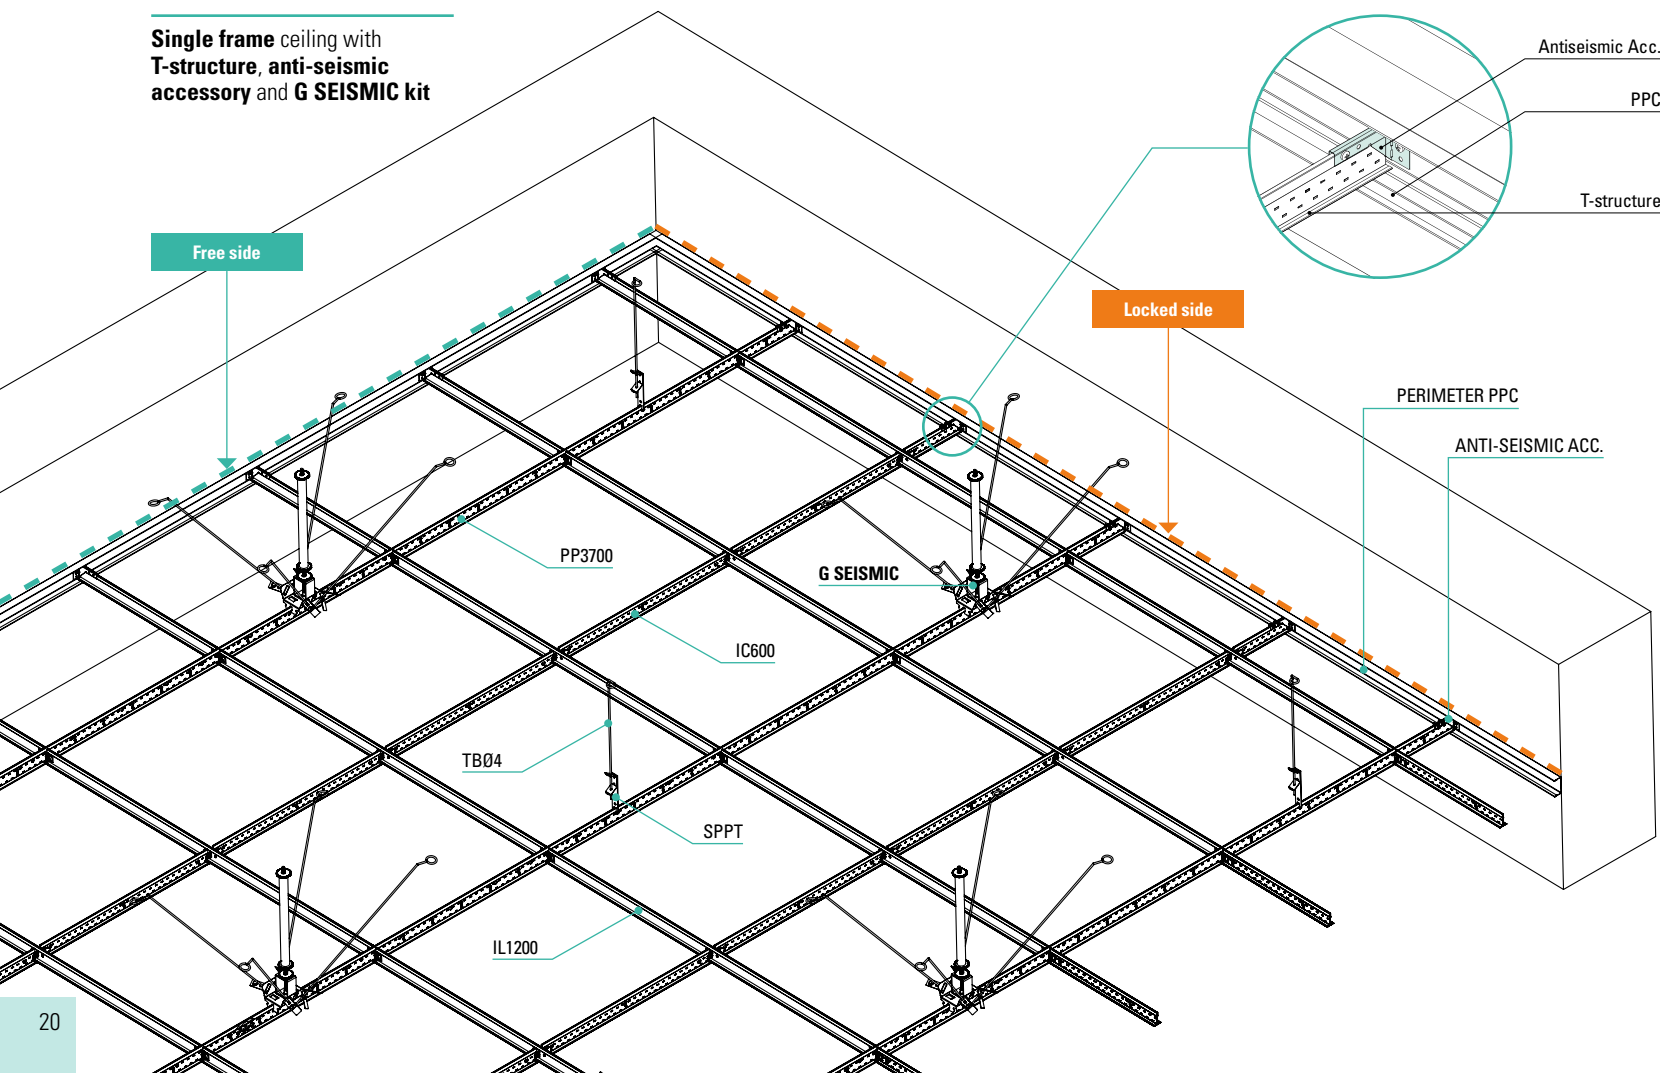 Single frame ceiling with
T-structure, anti-seismic
accessory and G SEISMIC kit
Antiseismic Acc.
PPC
T-structure
Free side
Locked side
PERIMETER PPC
ANTI-SEISMIC ACC.
PP3700
G SEISMIC
IC600
TBØ4
SPPT
IL1200
20